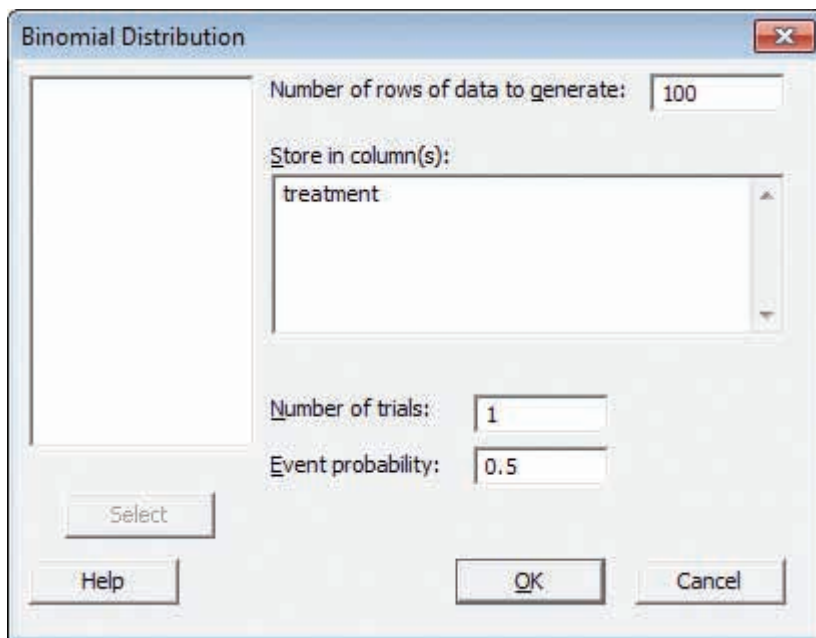 Binomial Distribution
Number of rows of data to generate: 100
Store in column(s):
treatment
Number of trials: 1
Event probability: 0.5
Select
Help OK Cancel